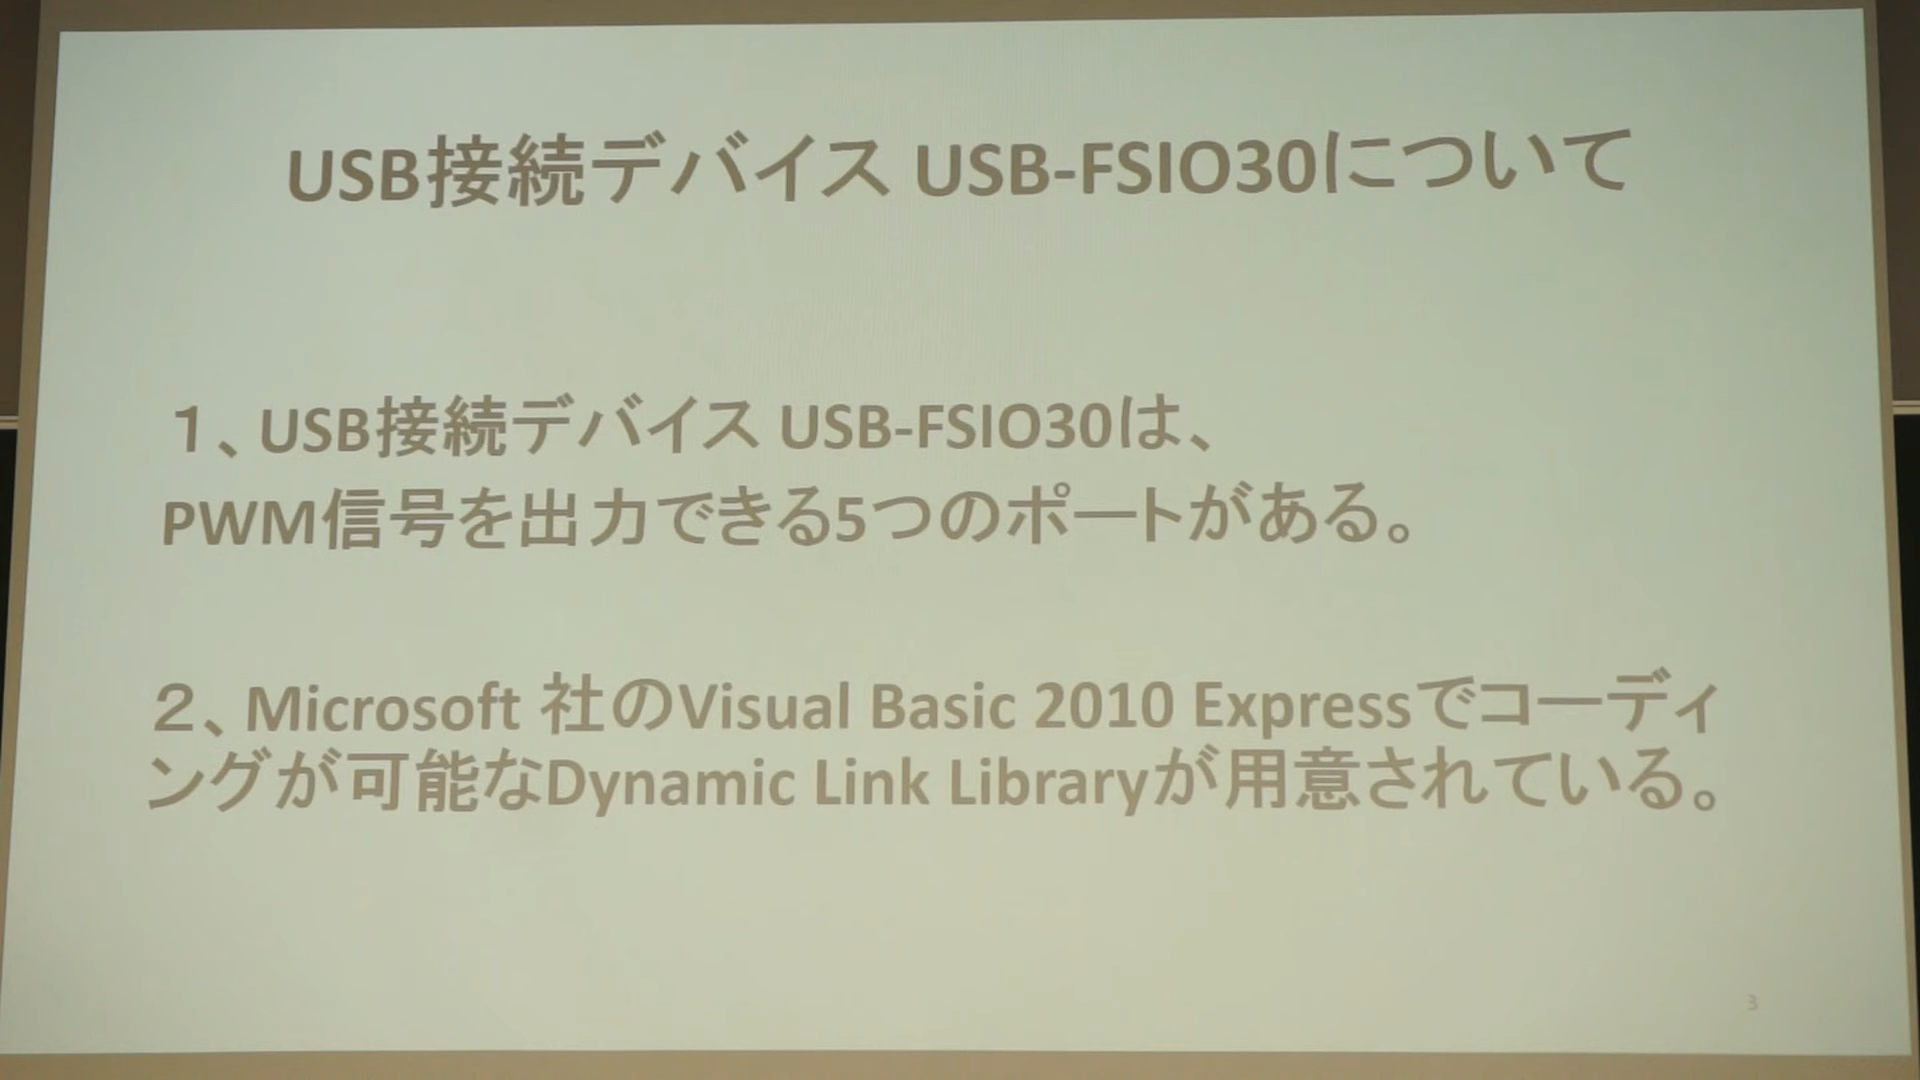 USB接続デバイス USB-FSIO30について
１、USB接続デバイス USB-FSIO30は、
PWM信号を出力できる5つのポートがある。
２、Microsoft 社のVisual Basic 2010 Expressでコーディ
ングが可能なDynamic Link Libraryが用意されている。
3